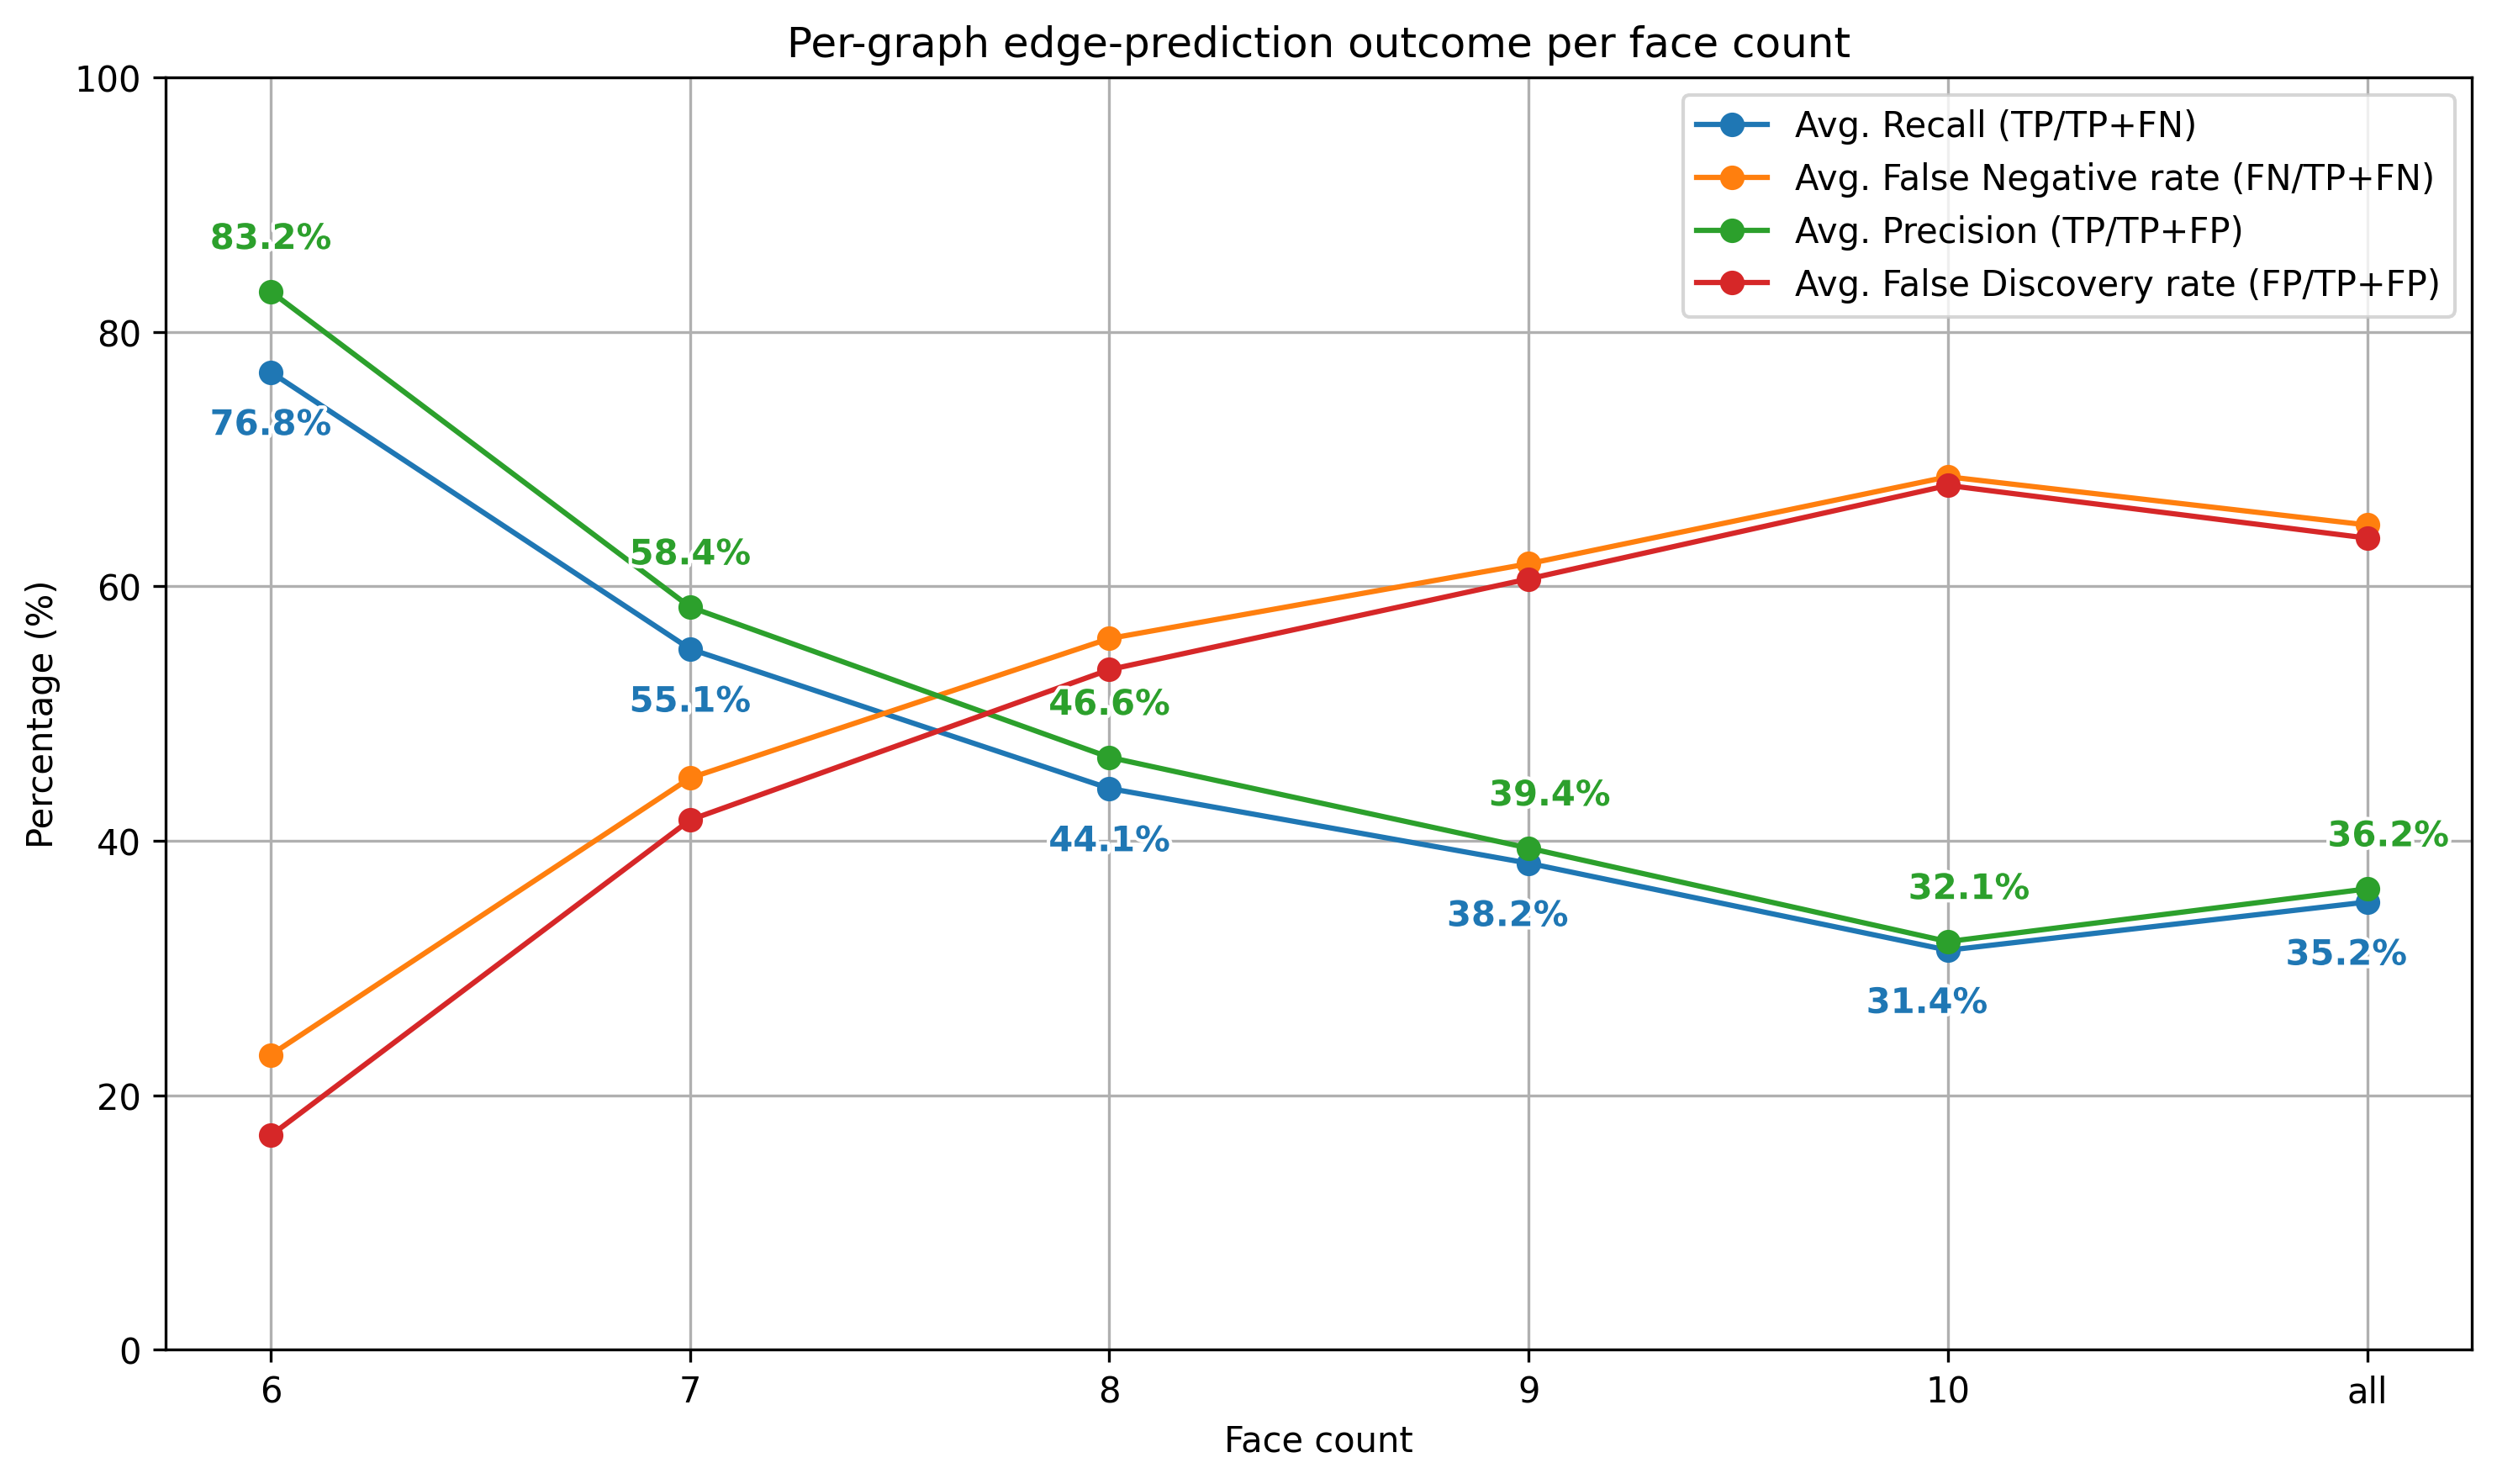 Per-graph edge-prediction outcome per face count
100
80
60
40
20
0
Percentage (%)
Avg. Recall (TP/TP+FN)
Avg. False Negative rate (FN/TP+FN)
Avg. Precision (TP/TP+FP)
Avg. False Discovery rate (FP/TP+FP)
83.2%
76.8%
58.4%
55.1%
46.6%
44.1%
39.4%
38.2%
32.1%
31.4%
36.2%
35.2%
6
7
8
9
10
all
Face count